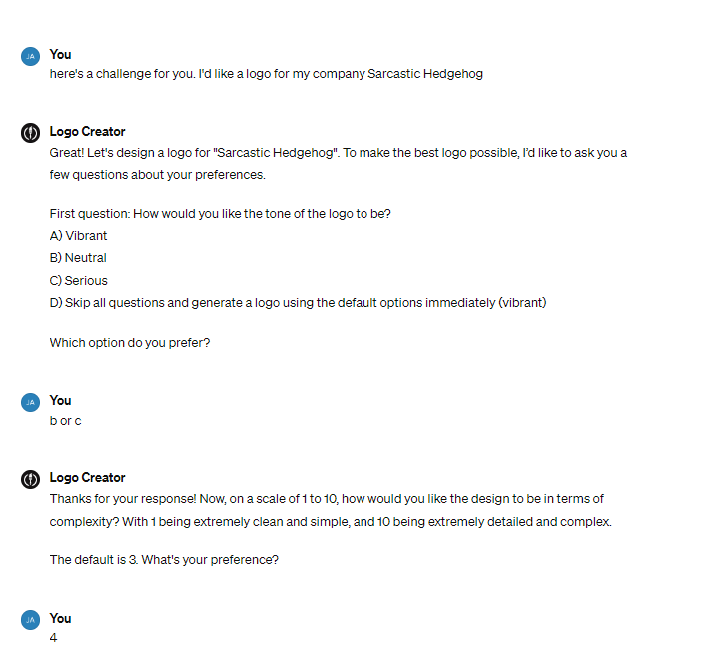 JA You
here's a challenge for you. I'd like a logo for my company Sarcastic Hedgehog
Logo Creator
Great! Let's design a logo for "Sarcastic Hedgehog". To make the best logo possible, I'd like to ask you a
few questions about your preferences.
First question: How would you like the tone of the logo to be?
A) Vibrant
B) Neutral
C) Serious
D) Skip all questions and generate a logo using the default options immediately (vibrant)
Which option do you prefer?
JA You
b or c
Logo Creator
Thanks for your response! Now, on a scale of 1 to 10, how would you like the design to be in terms of
complexity? With 1 being extremely clean and simple, and 10 being extremely detailed and complex.
The default is 3. What's your preference?
JA You
4